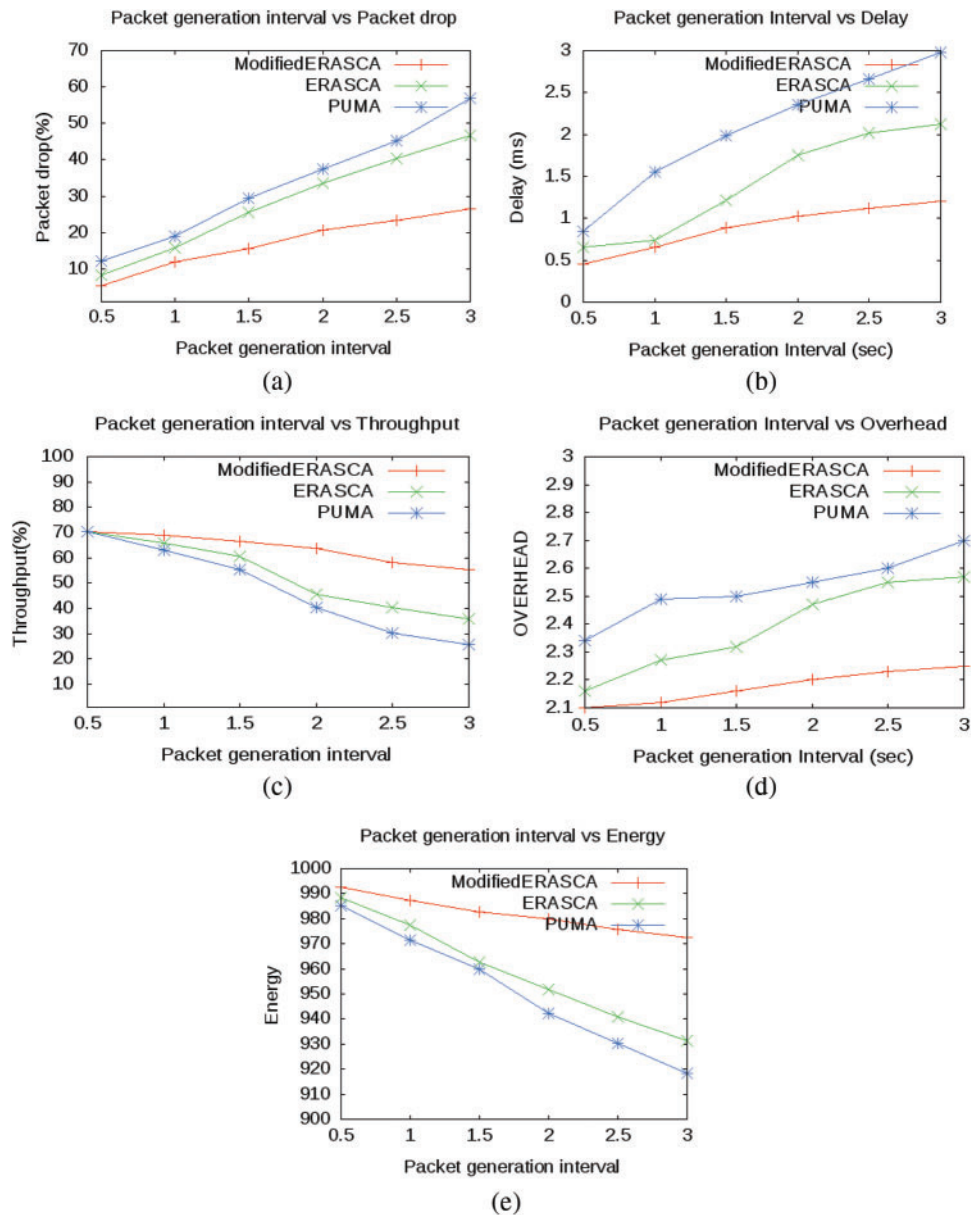 Packet generation interval vs Packet drop
70
60
50
40
30
20
10
Packet drop(%)
ModifiedERASCA
ERASCA
PUMA
0.5 1 1.5 2 2.5 3
Packet generation interval
(a)
Packet generation Interval vs Delay
3
2.5
2
1.5
1
0.5
0
Delay (ms)
ModifiedERASCA
ERASCA
PUMA
0.5 1 1.5 2 2.5 3
Packet generation Interval (sec)
(b)
Packet generation interval vs Throughput
100
90
80
70
60
50
40
30
20
10
Throughput(%)
ModifiedERASCA
ERASCA
PUMA
0.5 1 1.5 2 2.5 3
Packet generation interval
(c)
Packet generation Interval vs Overhead
3
2.9
2.8
2.7
2.6
2.5
2.4
2.3
2.2
2.1
OVERHEAD
ModifiedERASCA
ERASCA
PUMA
0.5 1 1.5 2 2.5 3
Packet generation Interval (sec)
(d)
Packet generation interval vs Energy
1000
990
980
970
960
950
940
930
920
910
900
Energy
ModifiedERASCA
ERASCA
PUMA
0.5 1 1.5 2 2.5 3
Packet generation interval
(e)